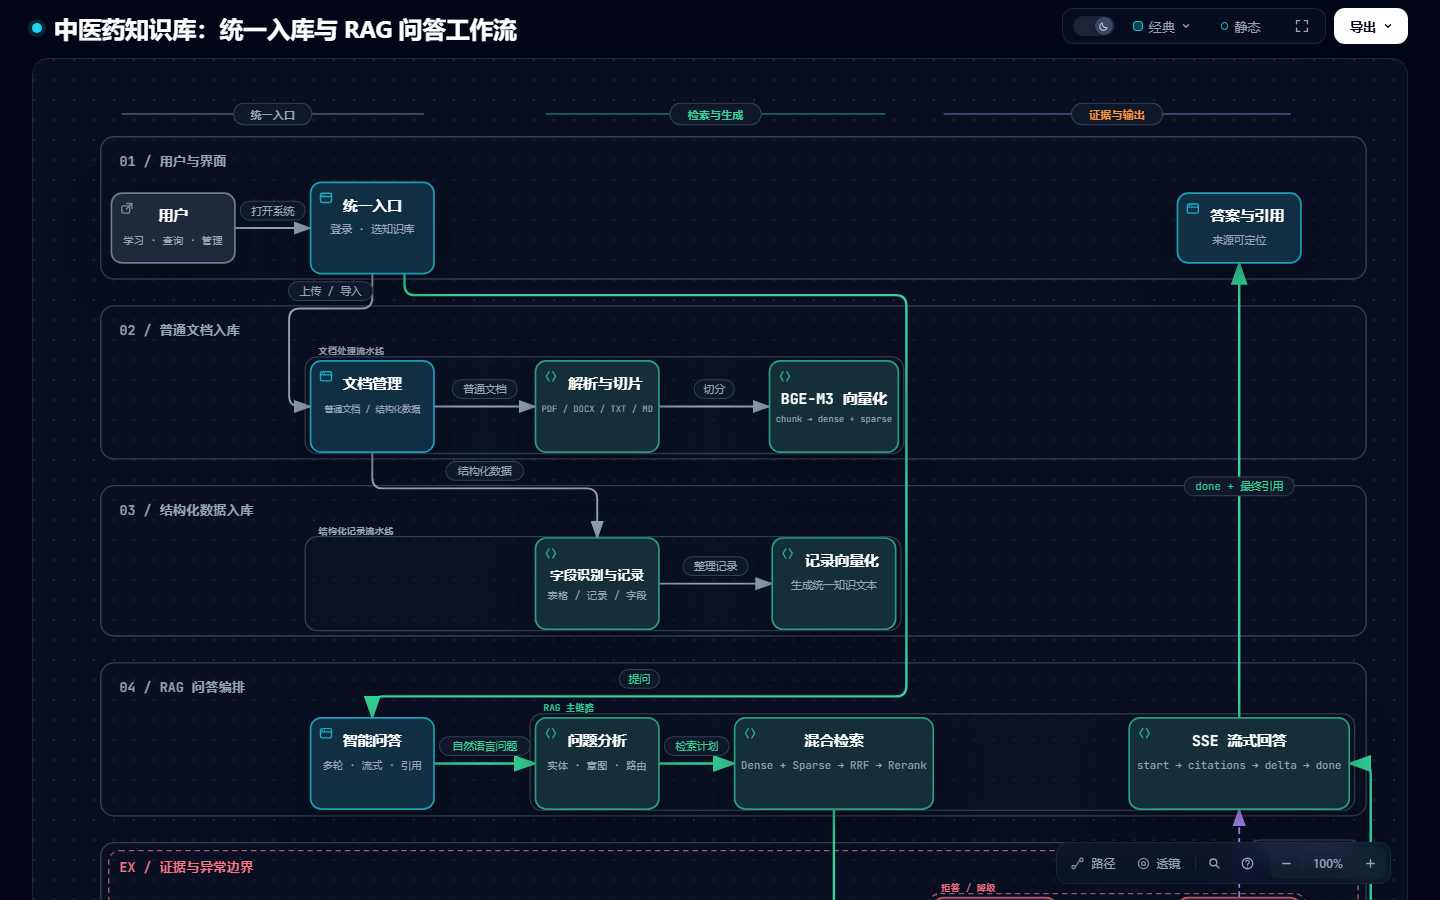 中医药知识库：统一入库与 RAG 问答工作流
经典
静态
导出
统一入口
检索与生成
证据与输出
01 / 用户与界面
用户
学习 · 查询 · 管理
打开系统
统一入口
登录 · 选知识库
答案与引用
来源可定位
上传 / 导入
02 / 普通文档入库
文档处理流水线
文档管理
普通文档 / 结构化数据
普通文档
解析与切片
PDF / DOCX / TXT / MD
切分
BGE-M3 向量化
chunk → dense + sparse
结构化数据
done + 最终引用
03 / 结构化数据入库
结构化记录流水线
字段识别与记录
表格 / 记录 / 字段
整理记录
记录向量化
生成统一知识文本
提问
04 / RAG 问答编排
RAG 主链路
智能问答
多轮 · 流式 · 引用
自然语言问题
问题分析
实体 · 意图 · 路由
检索计划
混合检索
Dense + Sparse → RRF → Rerank
SSE 流式回答
start → citations → delta → done
EX / 证据与异常边界
拒答 / 降级
路径
透镜
− 100% +